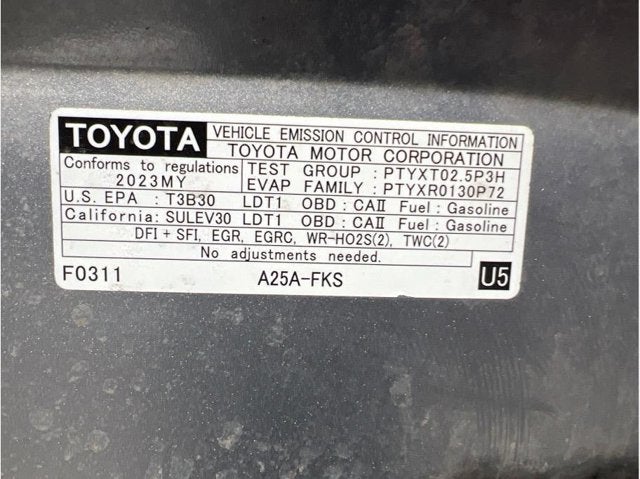 TOYOTA VEHICLE EMISSION CONTROL INFORMATION
TOYOTA MOTOR CORPORATION
Conforms to regulations TEST GROUP : PTYXT02.5P3H
2023MY EVAP FAMILY : PTYXR0130P72
U.S. EPA : T3B30 LDT1 OBD : CAII Fuel : Gasoline
California: SULEV30 LDT1 OBD : CAII Fuel : Gasoline
DFI + SFI, EGR, EGRC, WR-HO2S(2), TWC(2)
No adjustments needed.
F0311 A25A-FKS U5